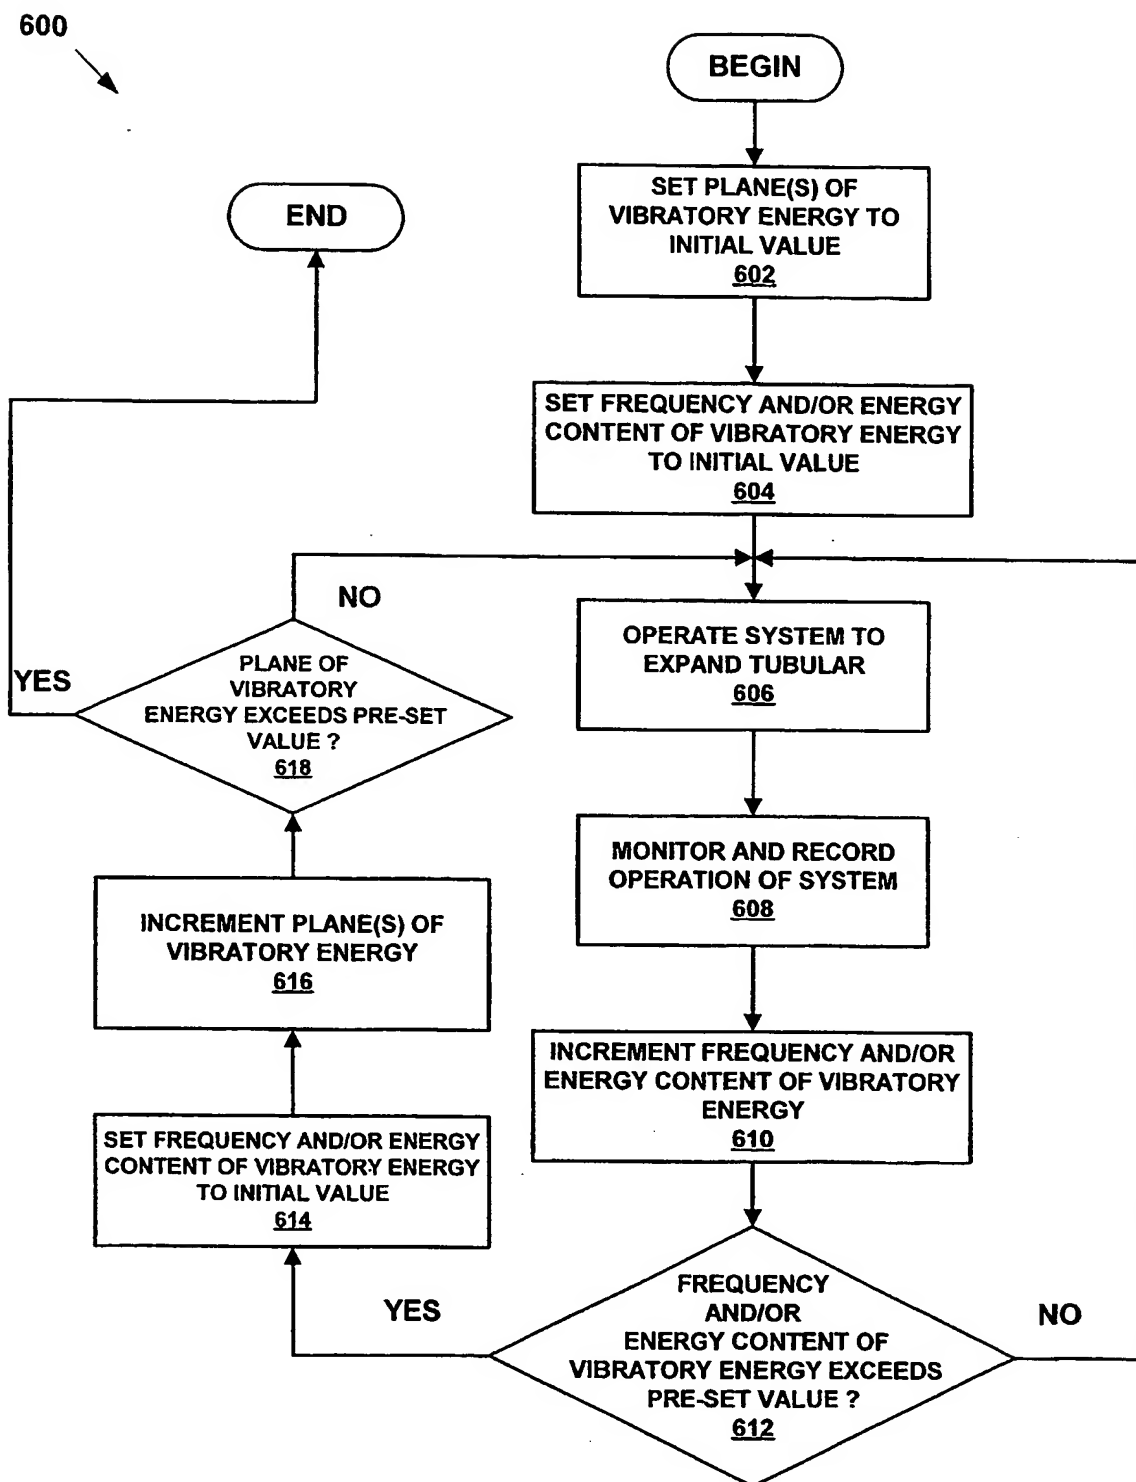 600
BEGIN
SET PLANE(S) OF
VIBRATORY ENERGY TO
INITIAL VALUE
602
END
SET FREQUENCY AND/OR ENERGY
CONTENT OF VIBRATORY ENERGY
TO INITIAL VALUE
604
NO
OPERATE SYSTEM TO
EXPAND TUBULAR
606
YES
PLANE OF
VIBRATORY
ENERGY EXCEEDS PRE-SET
VALUE ?
618
MONITOR AND RECORD
OPERATION OF SYSTEM
608
INCREMENT PLANE(S) OF
VIBRATORY ENERGY
616
INCREMENT FREQUENCY AND/OR
ENERGY CONTENT OF VIBRATORY
ENERGY
610
SET FREQUENCY AND/OR ENERGY
CONTENT OF VIBRATORY ENERGY
TO INITIAL VALUE
614
YES
FREQUENCY
AND/OR
ENERGY CONTENT OF
VIBRATORY ENERGY EXCEEDS
PRE-SET VALUE ?
612
NO